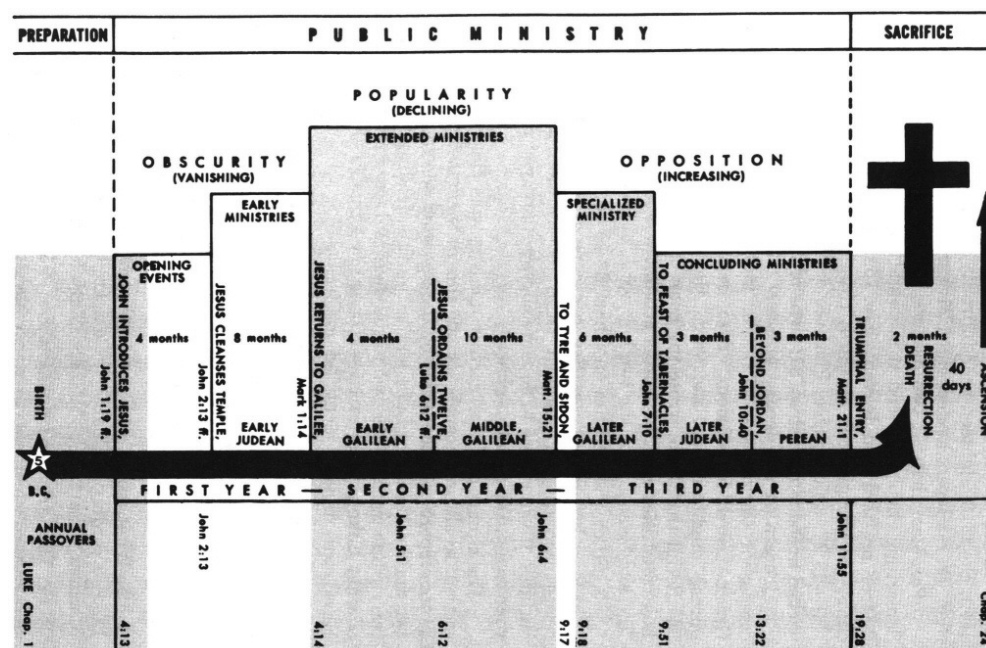 PREPARATION
PUBLIC MINISTRY
SACRIFICE
POPULARITY
(DECLINING)
EXTENDED MINISTRIES
OBSCURITY
(VANISHING)
OPPOSITION
(INCREASING)
EARLY
MINISTRIES
SPECIALIZED
MINISTRY
OPENING
EVENTS
CONCLUDING MINISTRIES
BIRTH
John 1:19 ff.
JOHN INTRODUCES JESUS,
4 months
John 2:13 ff.
JESUS CLEANSES TEMPLE,
8 months
Mark 1:14
JESUS RETURNS TO GALILEE,
4 months
Luke 6:12 ff.
JESUS ORDAINS TWELVE,
10 months
Matt. 15:21
TO TYRE AND SIDON,
6 months
John 7:10
TO FEAST OF TABERNACLES,
3 months
John 10:40
BEYOND JORDAN,
3 months
Matt. 21:1
TRIUMPHAL ENTRY,
2 months
DEATH
RESURRECTION
40
days
ASCENSION
EARLY
JUDEAN
EARLY
GALILEAN
MIDDLE,
GALILEAN
LATER
GALILEAN
LATER
JUDEAN
PEREAN
5
B.C.
FIRST YEAR — SECOND YEAR — THIRD YEAR
ANNUAL
PASSOVERS
John 2:13
John 5:1
John 6:4
John 11:55
LUKE Chap. 1
4:13
4:14
6:12
9:17
9:18
9:51
13:22
19:28
Chap. 24